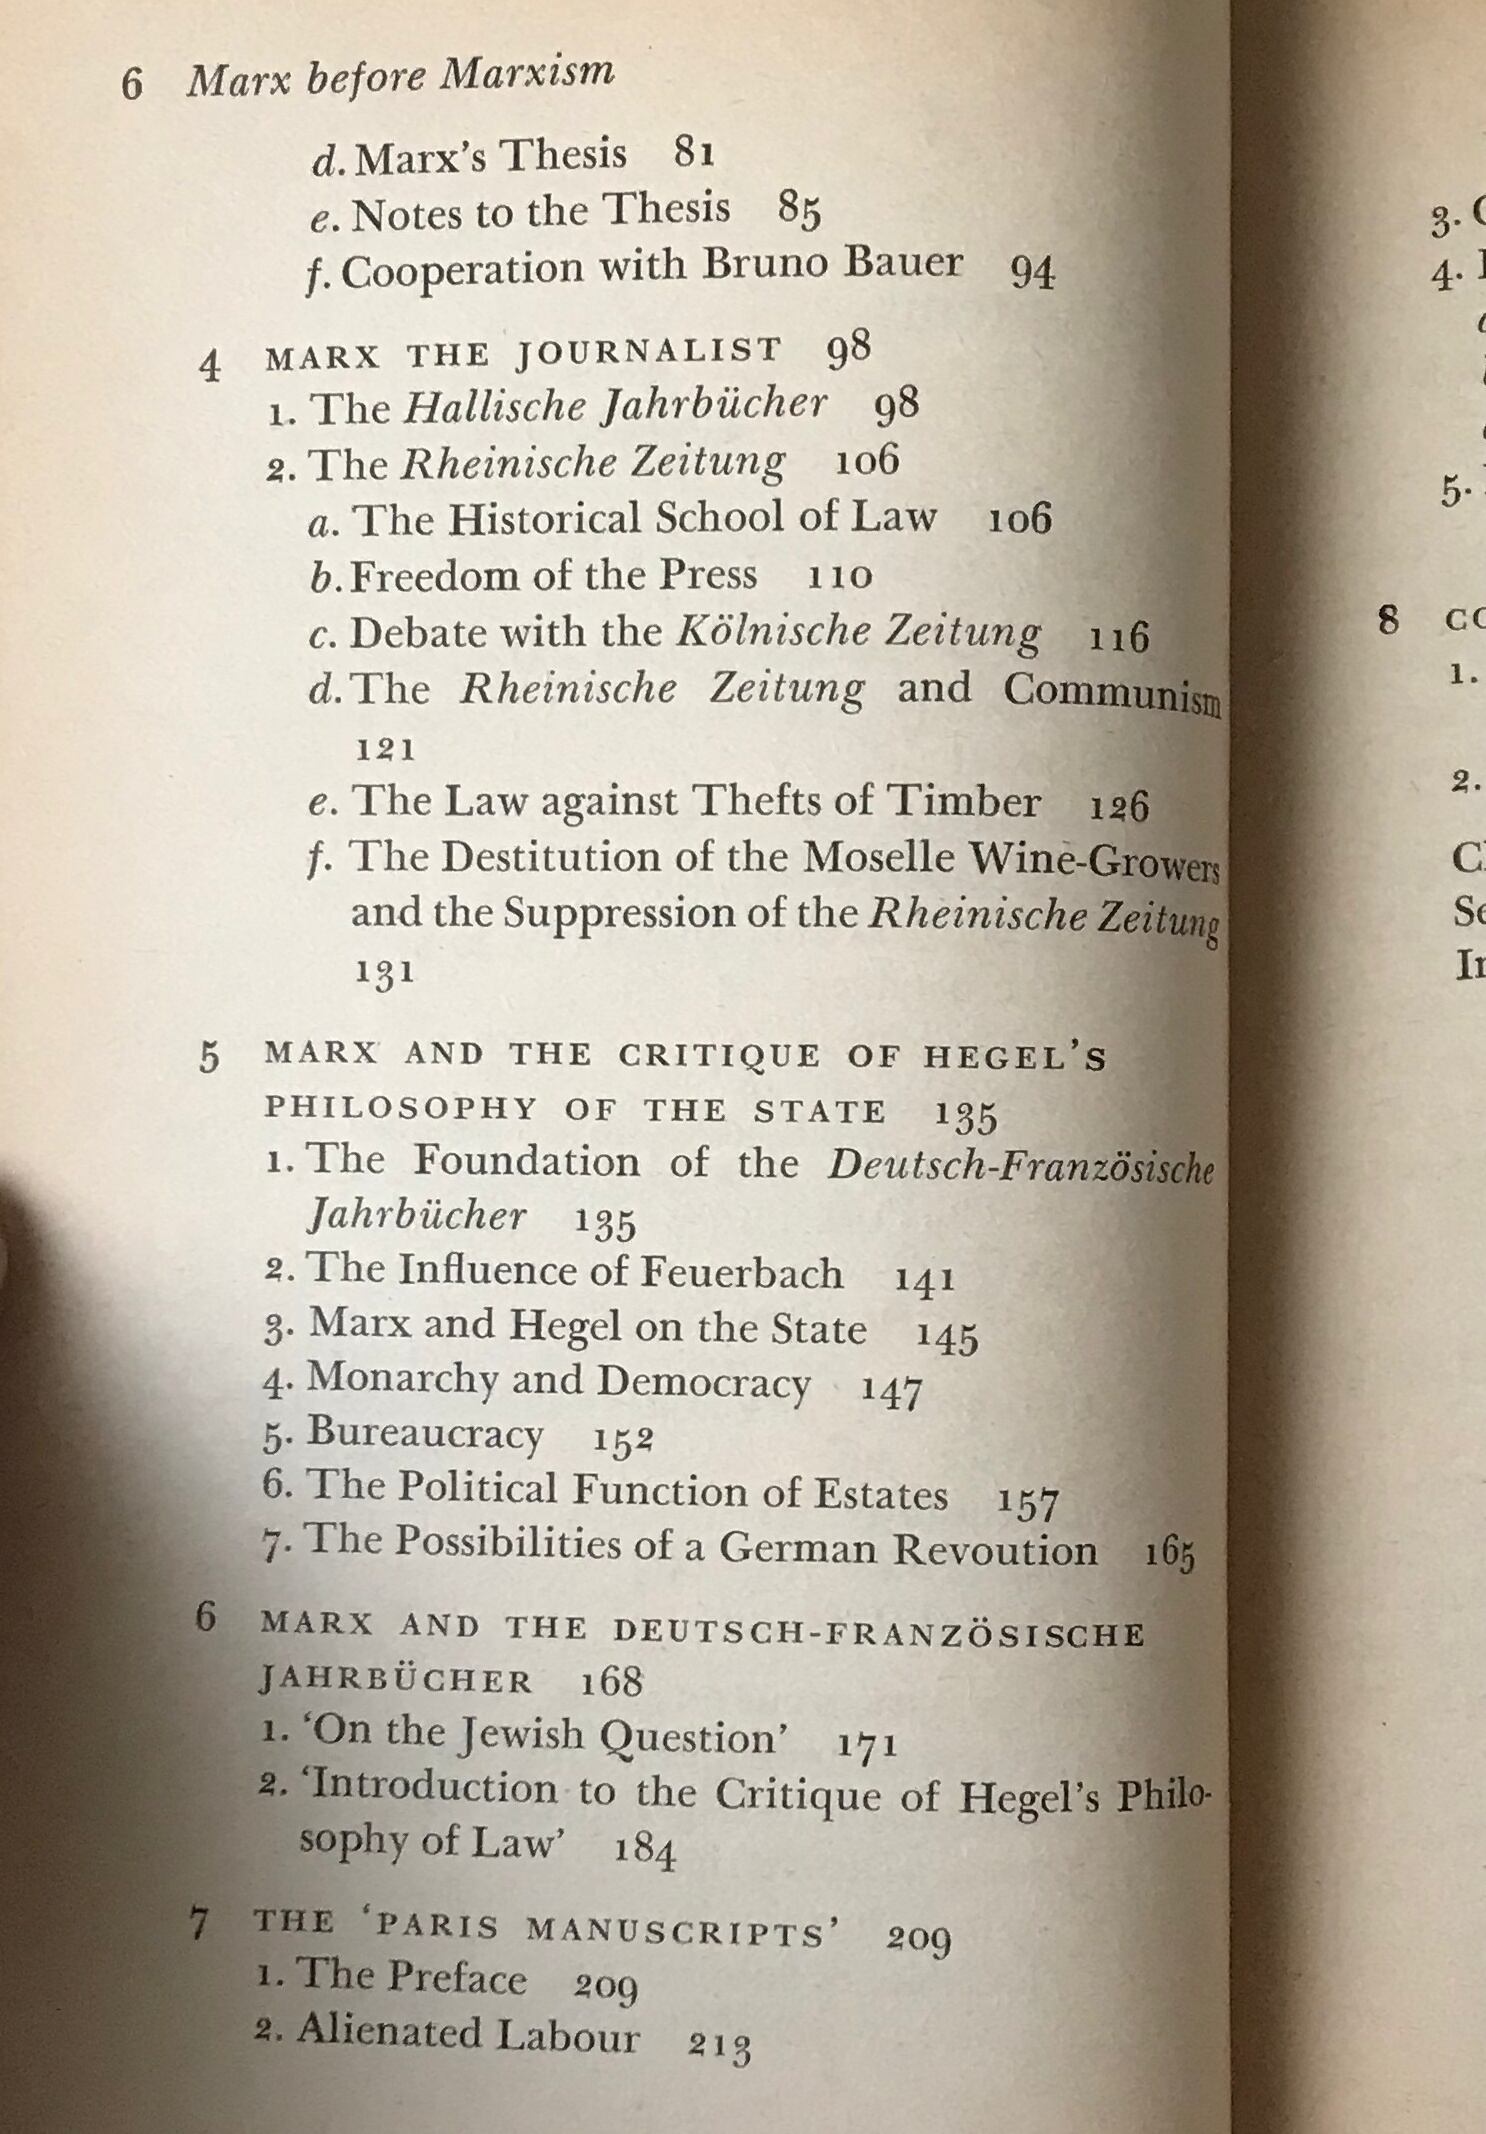 6 Marx before Marxism
d. Marx's Thesis 81
e. Notes to the Thesis 85
f. Cooperation with Bruno Bauer 94
4 MARX THE JOURNALIST 98
1. The Hallische Jahrbücher 98
2. The Rheinische Zeitung 106
a. The Historical School of Law 106
b. Freedom of the Press 110
c. Debate with the Kölnische Zeitung 116
d. The Rheinische Zeitung and Communism
121
e. The Law against Thefts of Timber 126
f. The Destitution of the Moselle Wine-Growers
and the Suppression of the Rheinische Zeitung
131
5 MARX AND THE CRITIQUE OF HEGEL'S
PHILOSOPHY OF THE STATE 135
1. The Foundation of the Deutsch-Französische
Jahrbücher 135
2. The Influence of Feuerbach 141
3. Marx and Hegel on the State 145
4. Monarchy and Democracy 147
5. Bureaucracy 152
6. The Political Function of Estates 157
7. The Possibilities of a German Revoution 165
6 MARX AND THE DEUTSCH-FRANZÖSISCHE
JAHRBÜCHER 168
1. 'On the Jewish Question' 171
2. 'Introduction to the Critique of Hegel's Philo-
sophy of Law' 184
7 THE 'PARIS MANUSCRIPTS' 209
1. The Preface 209
2. Alienated Labour 213
3.
4.
5.
8
1.
2.